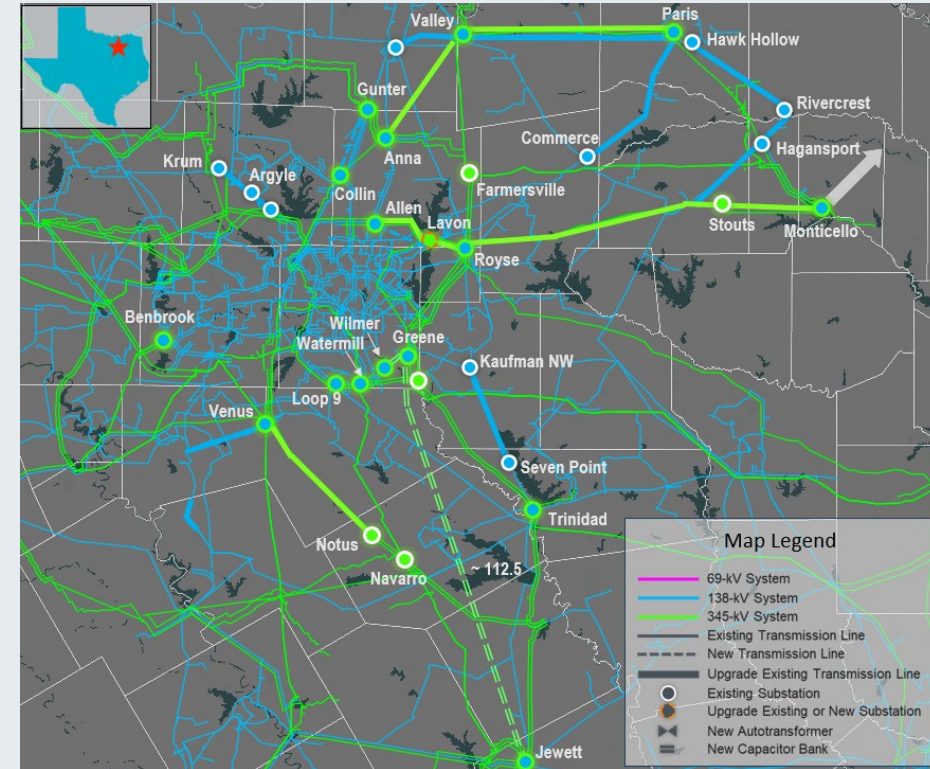 Valley
Paris
Hawk Hollow
Gunter
Rivercrest
Commerce
Hagansport
Krum
Anna
Argyle
Farmersville
Collin
Allen
Lavon
Stouts
Monticello
Royse
Benbrook
Wilmer
Watermill
Greene
Kaufman NW
Loop 9
Venus
Seven Point
Trinidad
Notus
Navarro
~ 112.5
Jewett
Map Legend
69-kV System
138-kV System
345-kV System
Existing Transmission Line
New Transmission Line
Upgrade Existing Transmission Line
Existing Substation
Upgrade Existing or New Substation
New Autotransformer
New Capacitor Bank